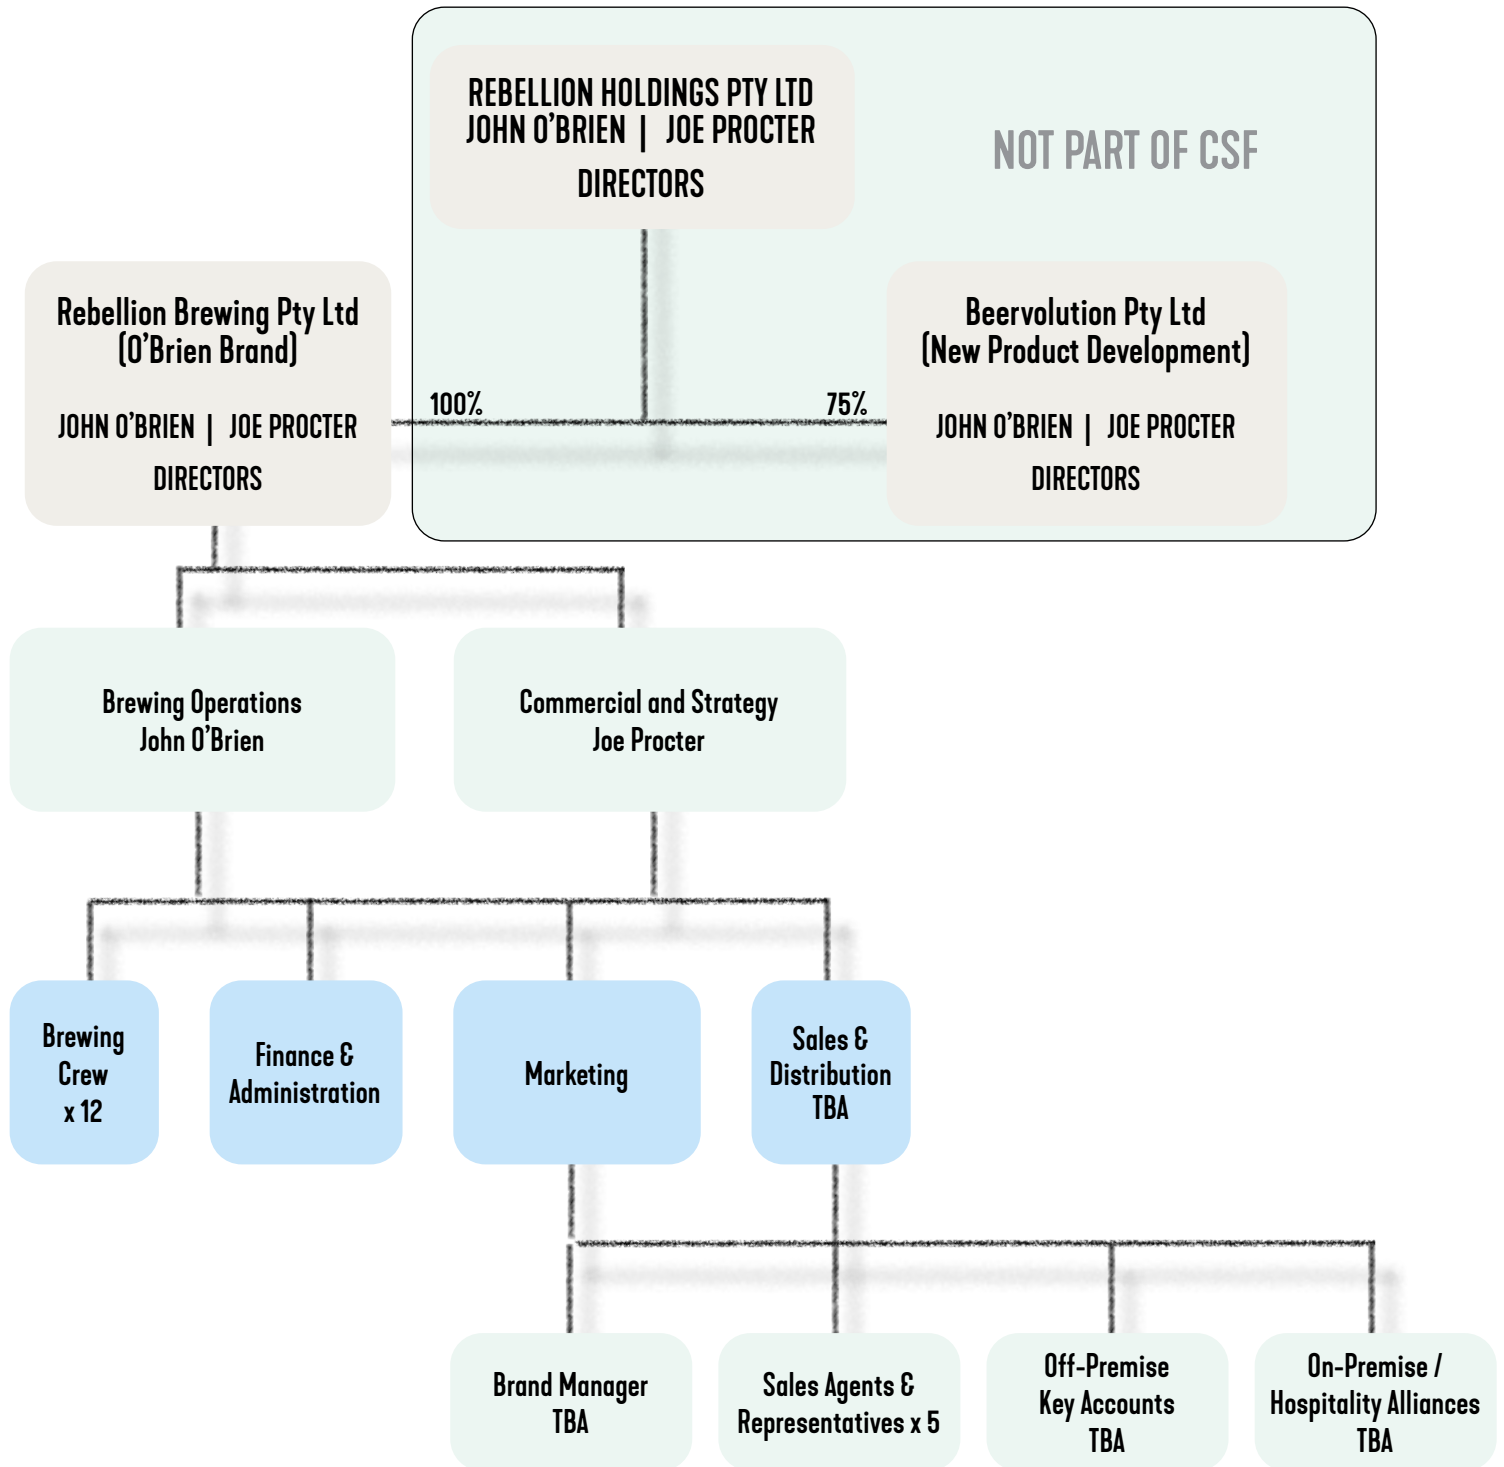 REBELLION HOLDINGS PTY LTD
JOHN O'BRIEN | JOE PROCTER
DIRECTORS
NOT PART OF CSF
Rebellion Brewing Pty Ltd
(O'Brien Brand)
JOHN O'BRIEN | JOE PROCTER
DIRECTORS
100%
75%
Beervolution Pty Ltd
(New Product Development)
JOHN O'BRIEN | JOE PROCTER
DIRECTORS
Brewing Operations
John O'Brien
Commercial and Strategy
Joe Procter
Brewing
Crew
x 12
Finance &
Administration
Marketing
Sales &
Distribution
TBA
Brand Manager
TBA
Sales Agents &
Representatives x 5
Off-Premise
Key Accounts
TBA
On-Premise /
Hospitality Alliances
TBA